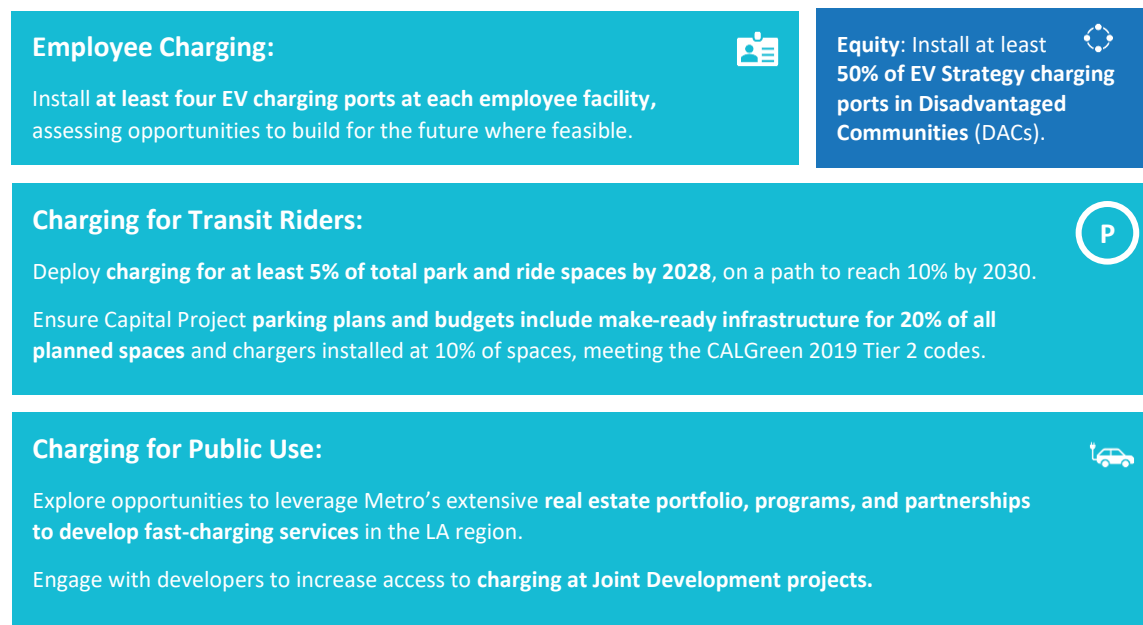 Employee Charging:
Install at least four EV charging ports at each employee facility,
assessing opportunities to build for the future where feasible.
Equity: Install at least
50% of EV Strategy charging
ports in Disadvantaged
Communities (DACs).
Charging for Transit Riders:
P
Deploy charging for at least 5% of total park and ride spaces by 2028, on a path to reach 10% by 2030.
Ensure Capital Project parking plans and budgets include make-ready infrastructure for 20% of all
planned spaces and chargers installed at 10% of spaces, meeting the CALGreen 2019 Tier 2 codes.
Charging for Public Use:
Explore opportunities to leverage Metro’s extensive real estate portfolio, programs, and partnerships
to develop fast-charging services in the LA region.
Engage with developers to increase access to charging at Joint Development projects.